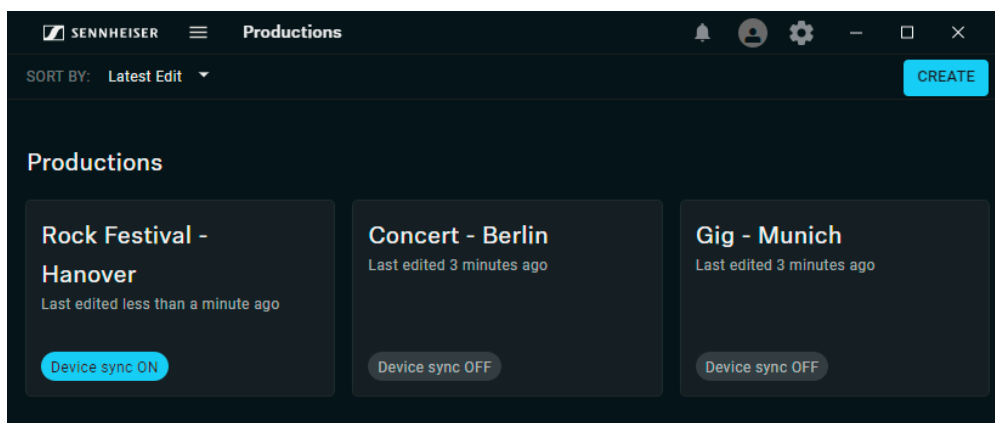 SENNHEISER Productions
SORT BY: Latest Edit
CREATE
Productions
Rock Festival -
Hanover
Last edited less than a minute ago
Device sync ON
Concert - Berlin
Last edited 3 minutes ago
Device sync OFF
Gig - Munich
Last edited 3 minutes ago
Device sync OFF